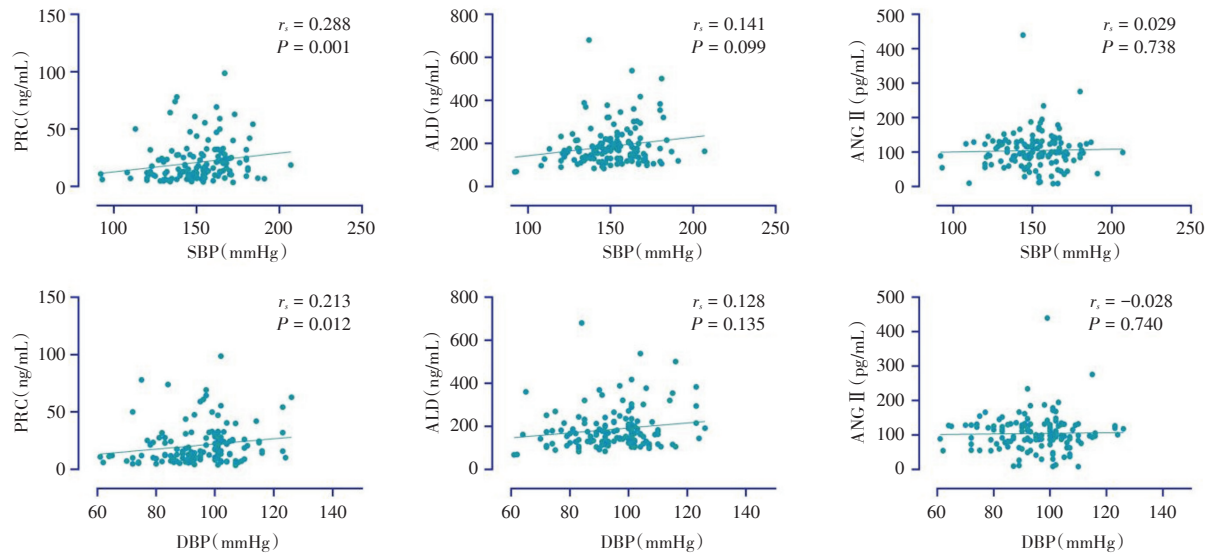 150
100
50
0
PRC(ng/mL)
rs = 0.288
P = 0.001
100 150 200 250
SBP(mmHg)
800
600
400
200
0
ALD(ng/mL)
rs = 0.141
P = 0.099
100 150 200 250
SBP(mmHg)
500
400
300
200
100
0
ANGⅡ(pg/mL)
rs = 0.029
P = 0.738
100 150 200 250
SBP(mmHg)
150
100
50
0
PRC(ng/mL)
rs = 0.213
P = 0.012
60 80 100 120 140
DBP(mmHg)
800
600
400
200
0
ALD(ng/mL)
rs = 0.128
P = 0.135
60 80 100 120 140
DBP(mmHg)
500
400
300
200
100
0
ANGⅡ(pg/mL)
rs = −0.028
P = 0.740
60 80 100 120 140
DBP(mmHg)